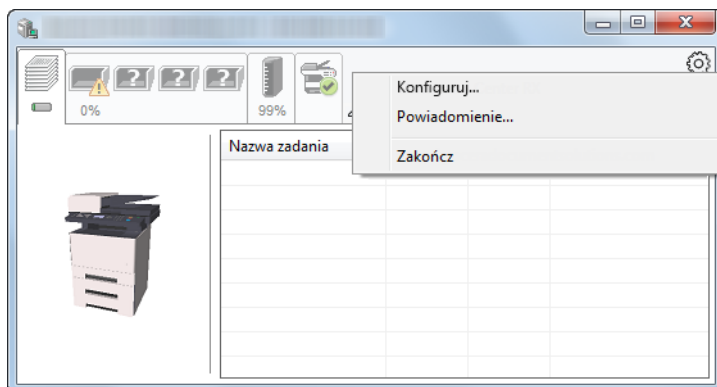 0%
? ? ?
99%
Konfiguruj...
Powiadomienie...
Zakończ
Nazwa zadania